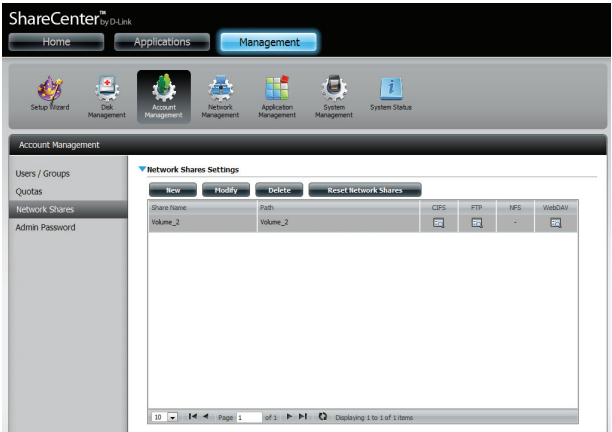 ShareCenter™ by D-Link
Home Applications Management
Setup Wizard Disk Management Account Management Network Management Application Management System Management System Status
Account Management
Users / Groups
Quotas
Network Shares
Admin Password
Network Shares Settings
New Modify Delete Reset Network Shares
Share Name Path CIFS FTP NFS WebDAV
Volume_2 Volume_2 -
10 Page 1 of 1 Displaying 1 to 1 of 1 items